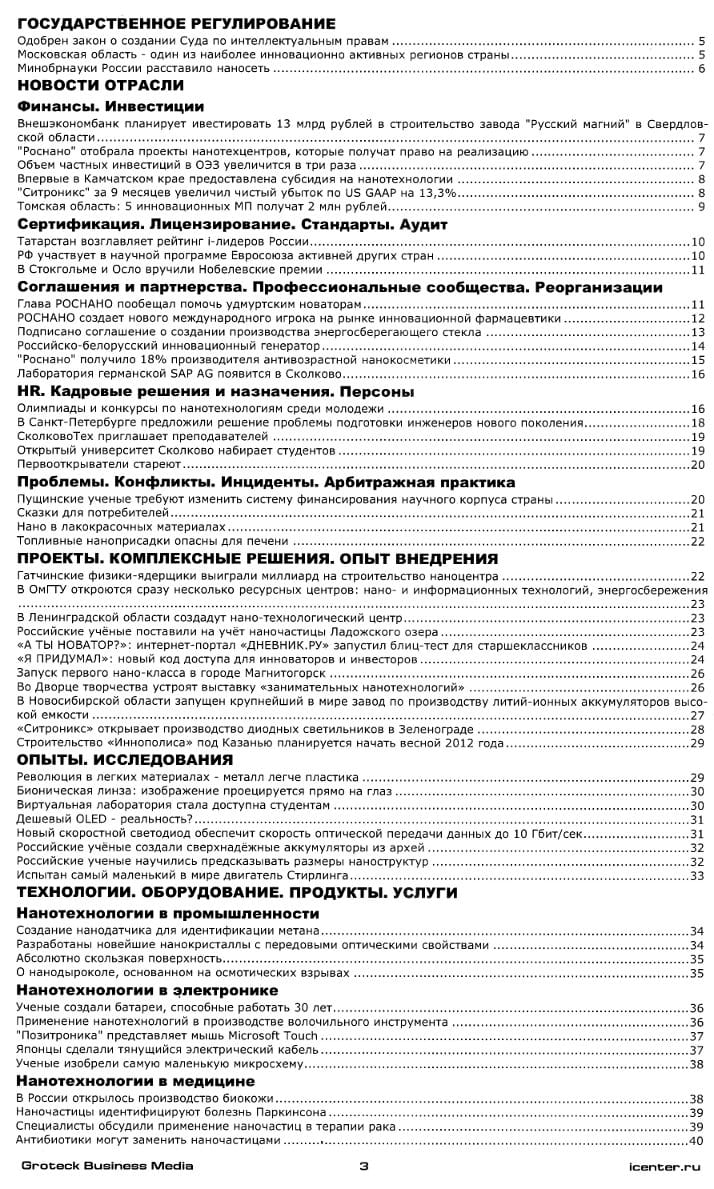 ГОСУДАРСТВЕННОЕ РЕГУЛИРОВАНИЕ
Одобрен закон о создании Суда по интеллектуальным правам ... 5
Московская область - один из наиболее инновационно активных регионов страны ... 5
Минобрнауки России расставило наносеть ... 6
НОВОСТИ ОТРАСЛИ
Финансы. Инвестиции
Внешэкономбанк планирует ивестировать 13 млрд рублей в строительство завода "Русский магний" в Свердлов-
ской области ... 7
"Роснано" отобрала проекты нанотехцентров, которые получат право на реализацию ... 7
Объем частных инвестиций в ОЭЗ увеличится в три раза ... 7
Впервые в Камчатском крае предоставлена субсидия на нанотехнологии ... 8
"Ситроникс" за 9 месяцев увеличил чистый убыток по US GAAP на 13,3% ... 8
Томская область: 5 инновационных МП получат 2 млн рублей ... 9
Сертификация. Лицензирование. Стандарты. Аудит
Татарстан возглавляет рейтинг i-лидеров России ... 10
РФ участвует в научной программе Евросоюза активней других стран ... 10
В Стокгольме и Осло вручили Нобелевские премии ... 11
Соглашения и партнерства. Профессиональные сообщества. Реорганизации
Глава РОСНАНО пообещал помочь удмуртским новаторам ... 11
РОСНАНО создает нового международного игрока на рынке инновационной фармацевтики ... 12
Подписано соглашение о создании производства энергосберегающего стекла ... 13
Российско-белорусский инновационный генератор ... 14
"Роснано" получило 18% производителя антивозрастной нанокосметики ... 15
Лаборатория германской SAP AG появится в Сколково ... 16
HR. Кадровые решения и назначения. Персоны
Олимпиады и конкурсы по нанотехнологиям среди молодежи ... 16
В Санкт-Петербурге предложили решение проблемы подготовки инженеров нового поколения ... 18
СколковоТех приглашает преподавателей ... 19
Открытый университет Сколково набирает студентов ... 19
Первооткрыватели стареют ... 20
Проблемы. Конфликты. Инциденты. Арбитражная практика
Пущинские ученые требуют изменить систему финансирования научного корпуса страны ... 20
Сказки для потребителей ... 21
Нано в лакокрасочных материалах ... 21
Топливные наноприсадки опасны для печени ... 22
ПРОЕКТЫ. КОМПЛЕКСНЫЕ РЕШЕНИЯ. ОПЫТ ВНЕДРЕНИЯ
Гатчинские физики-ядерщики выиграли миллиард на строительство наноцентра ... 22
В ОмГТУ откроются сразу несколько ресурсных центров: нано- и информационных технологий, энергосбережения
... 23
В Ленинградской области создадут нано-технологический центр ... 23
Российские учёные поставили на учёт наночастицы Ладожского озера ... 23
«А ТЫ НОВАТОР?»: интернет-портал «ДНЕВНИК.РУ» запустил блиц-тест для старшеклассников ... 24
«Я ПРИДУМАЛ»: новый код доступа для инноваторов и инвесторов ... 24
Запуск первого нано-класса в городе Магнитогорск ... 26
Во Дворце творчества устроят выставку «занимательных нанотехнологий» ... 26
В Новосибирской области запущен крупнейший в мире завод по производству литий-ионных аккумуляторов высо-
кой емкости ... 27
«Ситроникс» открывает производство диодных светильников в Зеленограде ... 28
Строительство «Иннополиса» под Казанью планируется начать весной 2012 года ... 29
ОПЫТЫ. ИССЛЕДОВАНИЯ
Революция в легких материалах - металл легче пластика ... 29
Бионическая линза: изображение проецируется прямо на глаз ... 30
Виртуальная лаборатория стала доступна студентам ... 30
Дешевый OLED - реальность? ... 31
Новый скоростной светодиод обеспечит скорость оптической передачи данных до 10 Гбит/сек ... 31
Российские учёные создали сверхнадёжные аккумуляторы из архей ... 32
Российские ученые научились предсказывать размеры наноструктур ... 32
Испытан самый маленький в мире двигатель Стирлинга ... 33
ТЕХНОЛОГИИ. ОБОРУДОВАНИЕ. ПРОДУКТЫ. УСЛУГИ
Нанотехнологии в промышленности
Создание нанодатчика для идентификации метана ... 34
Разработаны новейшие нанокристаллы с передовыми оптическими свойствами ... 34
Абсолютно скользкая поверхность ... 35
О нанодыроколе, основанном на осмотических взрывах ... 35
Нанотехнологии в электронике
Ученые создали батареи, способные работать 30 лет ... 36
Применение нанотехнологий в производстве волочильного инструмента ... 36
"Позитроника" представляет мышь Microsoft Touch ... 37
Японцы сделали тянущийся электрический кабель ... 37
Ученые изобрели самую маленькую микросхему ... 38
Нанотехнологии в медицине
В России открылось производство биокожи ... 38
Наночастицы идентифицируют болезнь Паркинсона ... 39
Специалисты обсудили применение наночастиц в терапии рака ... 39
Антибиотики могут заменить наночастицами ... 40
Groteck Business Media 3 icenter.ru